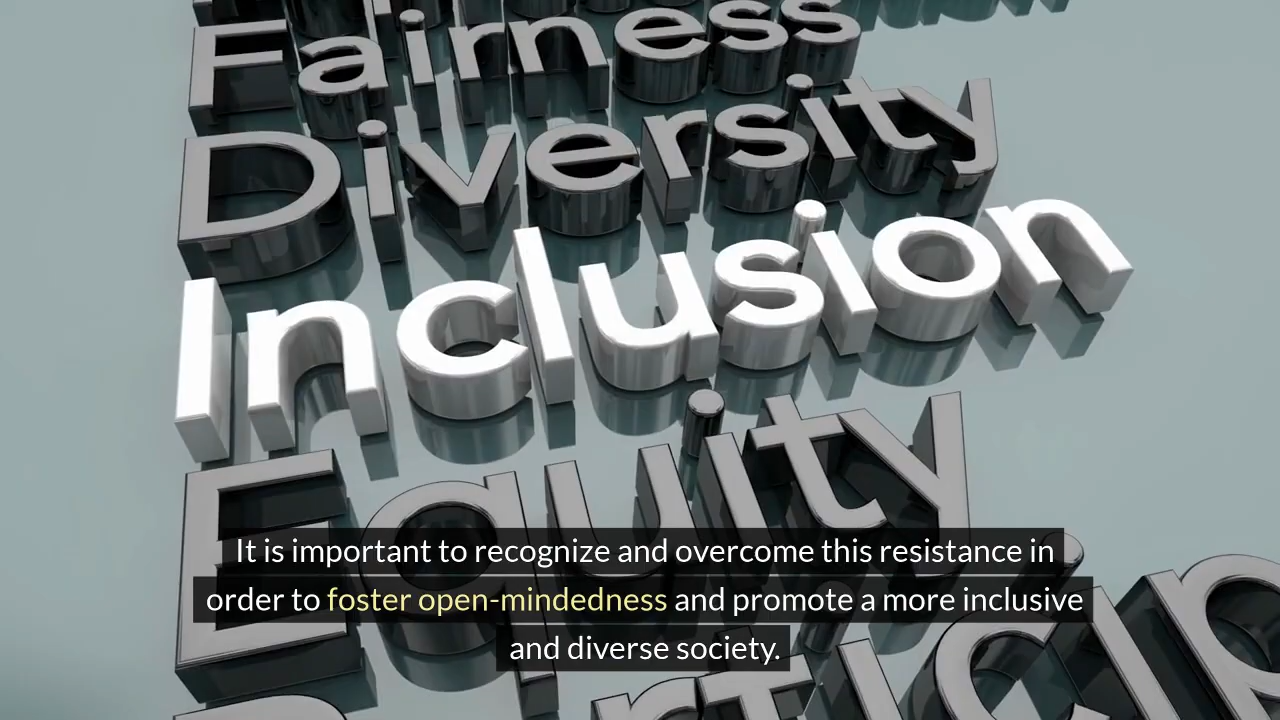 Fairness
Diversity
Inclusion
Equity
It is important to recognize and overcome this resistance in
order to foster open-mindedness and promote a more inclusive
and diverse society.